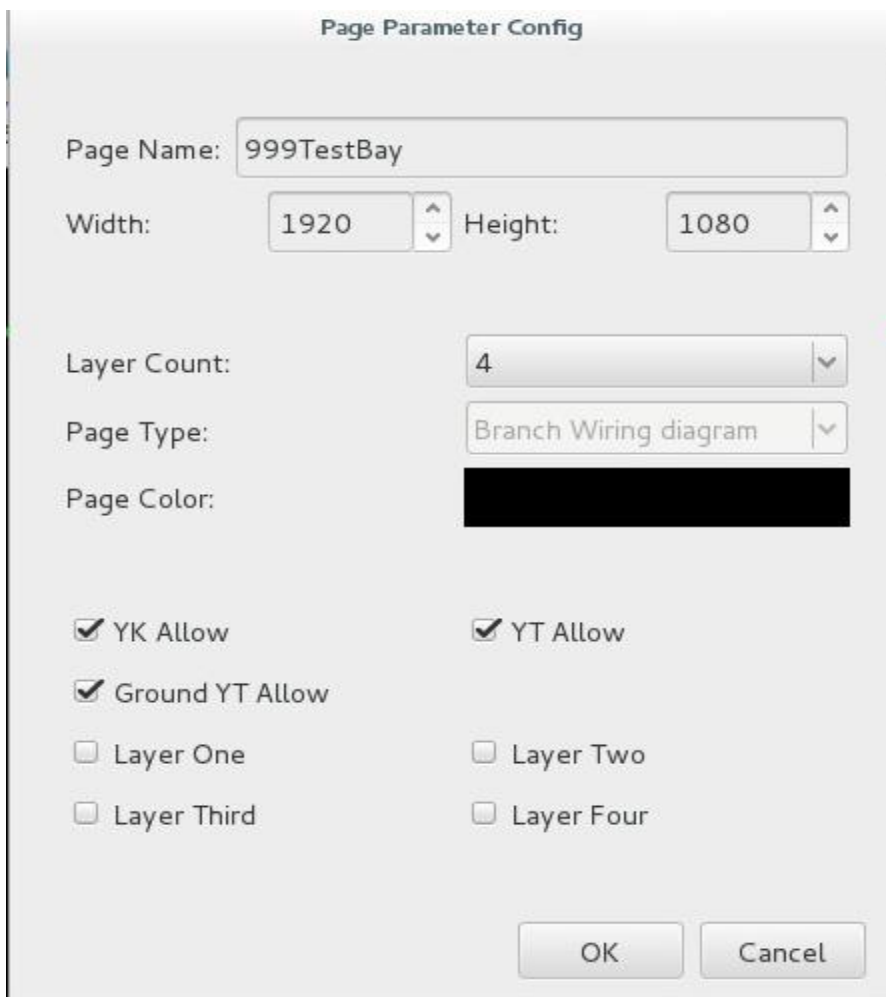 Page Parameter Config
Page Name: 999TestBay
Width: 1920 Height: 1080
Layer Count: 4
Page Type: Branch Wiring diagram
Page Color:
YK Allow YT Allow
Ground YT Allow
Layer One Layer Two
Layer Third Layer Four
OK Cancel